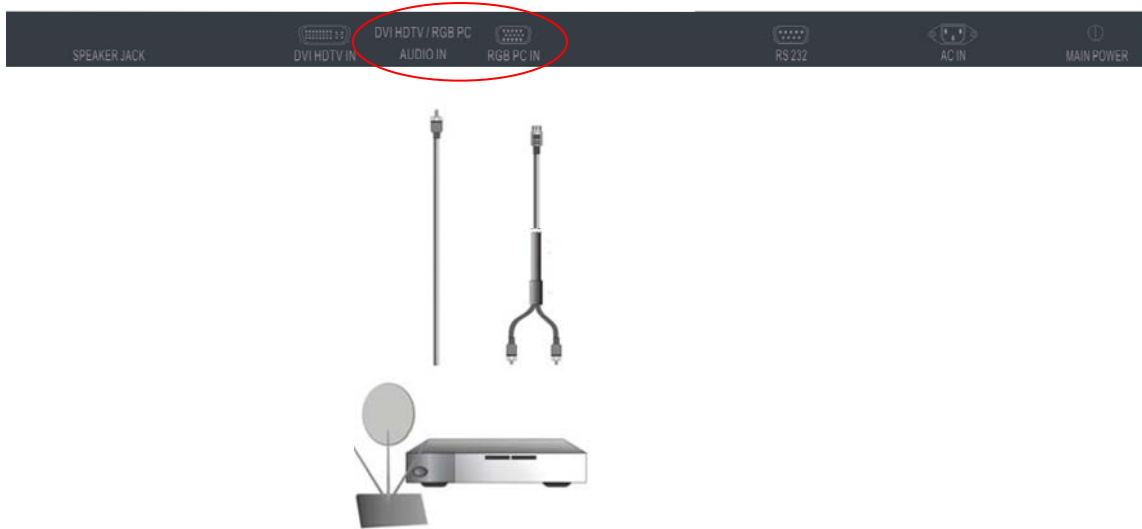 DVI HDTV / RGB PC
SPEAKER JACK DVI HDTV IN AUDIO IN RGB PC IN RS 232 AC IN MAIN POWER